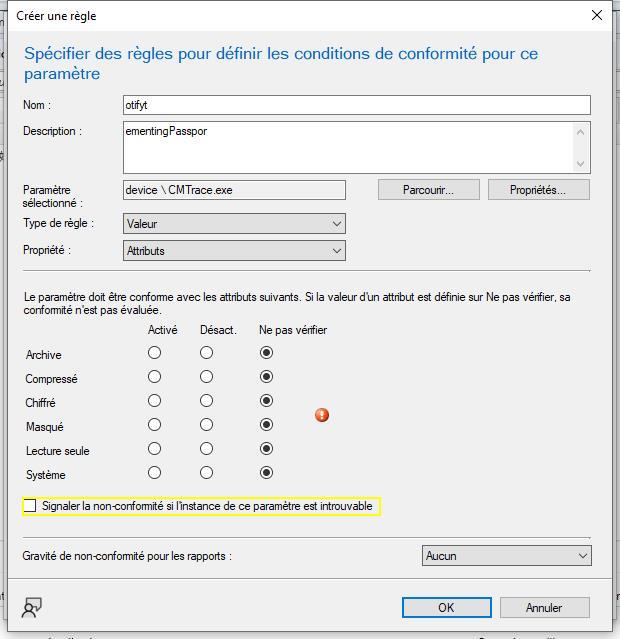 Créer une règle
Spécifier des règles pour définir les conditions de conformité pour ce
paramètre
Nom :
otifyt
Description :
ementingPasspor
Paramètre
sélectionné :
device \ CMTrace.exe
Parcourir...
Propriétés...
Type de règle :
Valeur
Propriété :
Attributs
Le paramètre doit être conforme avec les attributs suivants. Si la valeur d'un attribut est définie sur Ne pas vérifier, sa
conformité n'est pas évaluée.
Activé Désact. Ne pas vérifier
Archive
Compressé
Chiffré
Masqué
Lecture seule
Système
Signaler la non-conformité si l'instance de ce paramètre est introuvable
Gravité de non-conformité pour les rapports :
Aucun
OK
Annuler